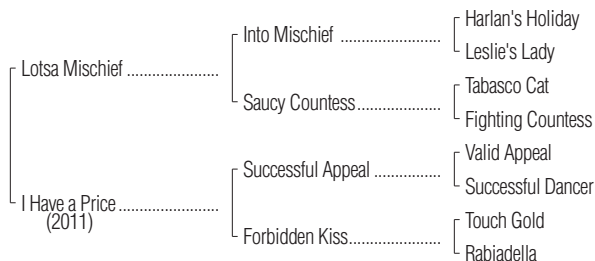 Harlan's Holiday
Into Mischief ........................
Leslie's Lady
Lotsa Mischief ......................
Tabasco Cat
Saucy Countess....................
Fighting Countess
Valid Appeal
Successful Appeal ................
Successful Dancer
I Have a Price ........................
(2011)
Touch Gold
Forbidden Kiss......................
Rabiadella